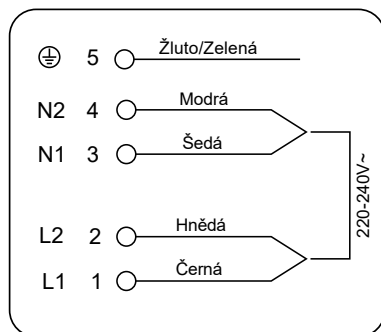 5 Žluto/Zelená
N2 4 Modrá
N1 3 Šedá
L2 2 Hnědá
L1 1 Černá
220-240V~